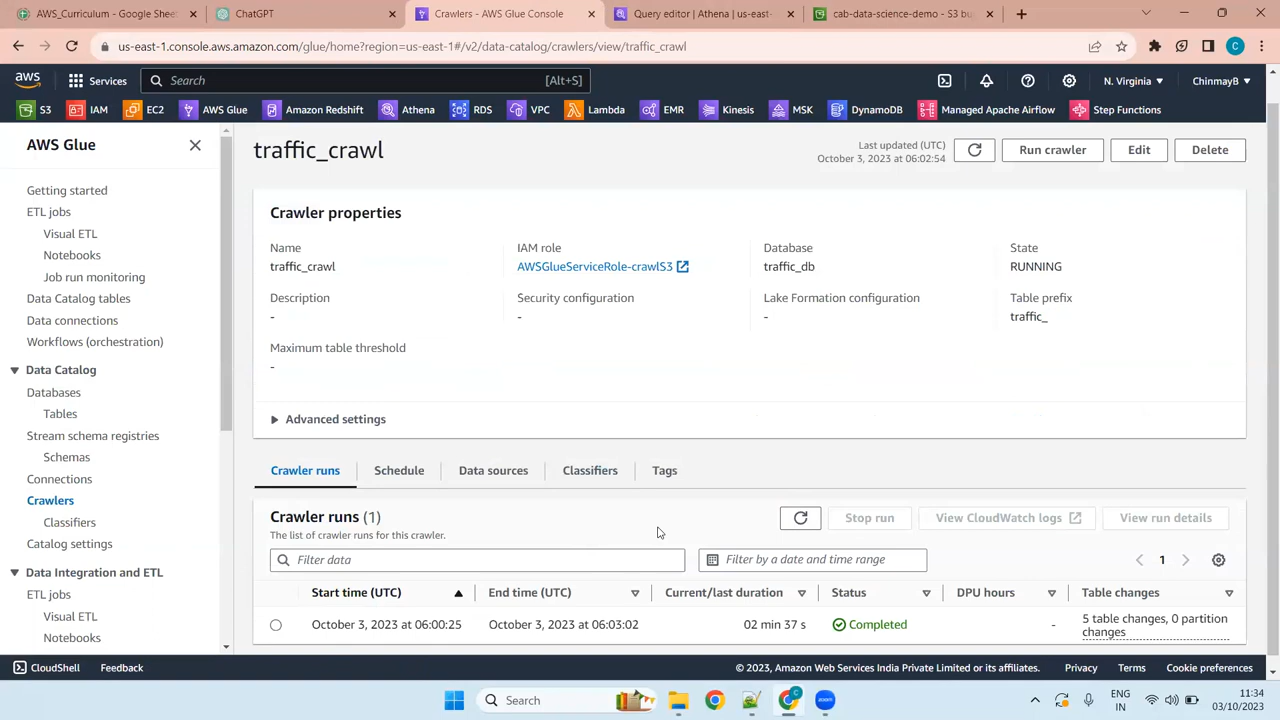 AWS_Curriculum - Google Sheet
ChatGPT
Crawlers - AWS Glue Console
Query editor | Athena | us-east-
cab-data-science-demo - S3 bu
us-east-1.console.aws.amazon.com/glue/home?region=us-east-1#/v2/data-catalog/crawlers/view/traffic_crawl
C
aws
Services
Search
[Alt+S]
N. Virginia
ChinmayB
S3
IAM
EC2
AWS Glue
Amazon Redshift
Athena
RDS
VPC
Lambda
EMR
Kinesis
MSK
DynamoDB
Managed Apache Airflow
Step Functions
AWS Glue
Getting started
ETL jobs
Visual ETL
Notebooks
Job run monitoring
Data Catalog tables
Data connections
Workflows (orchestration)
Data Catalog
Databases
Tables
Stream schema registries
Schemas
Connections
Crawlers
Classifiers
Catalog settings
Data Integration and ETL
ETL jobs
Visual ETL
Notebooks
traffic_crawl
Last updated (UTC)
October 3, 2023 at 06:02:54
Run crawler
Edit
Delete
Crawler properties
Name
traffic_crawl
IAM role
AWSGlueServiceRole-crawlS3
Database
traffic_db
State
RUNNING
Description
-
Security configuration
-
Lake Formation configuration
-
Table prefix
traffic_
Maximum table threshold
-
Advanced settings
Crawler runs
Schedule
Data sources
Classifiers
Tags
Crawler runs (1)
The list of crawler runs for this crawler.
Stop run
View CloudWatch logs
View run details
Filter data
Filter by a date and time range
1
Start time (UTC)
End time (UTC)
Current/last duration
Status
DPU hours
Table changes
October 3, 2023 at 06:00:25
October 3, 2023 at 06:03:02
02 min 37 s
Completed
-
5 table changes, 0 partition
changes
CloudShell
Feedback
© 2023, Amazon Web Services India Private Limited or its affiliates.
Privacy
Terms
Cookie preferences
Search
C
zoom
ENG
IN
11:34
03/10/2023